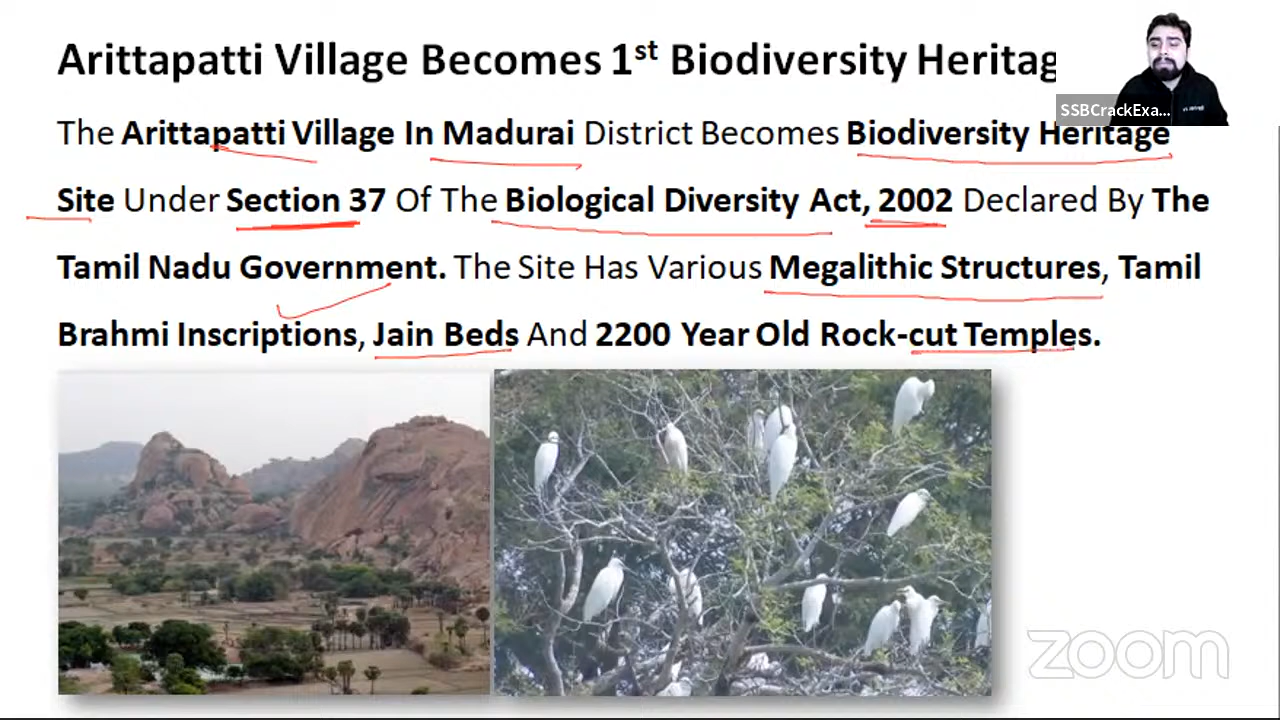 Arittapatti Village Becomes 1st Biodiversity Heritag
SSBCrackExa...
The Arittapatti Village In Madurai District Becomes Biodiversity Heritage
Site Under Section 37 Of The Biological Diversity Act, 2002 Declared By The
Tamil Nadu Government. The Site Has Various Megalithic Structures, Tamil
Brahmi Inscriptions, Jain Beds And 2200 Year Old Rock-cut Temples.
zoom